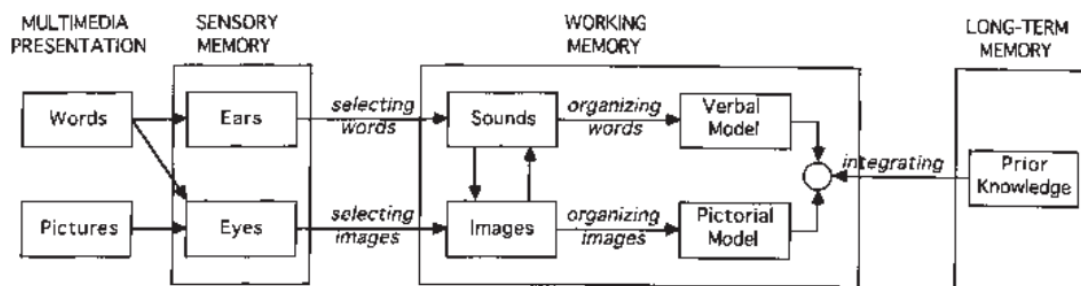 MULTIMEDIA
PRESENTATION
SENSORY
MEMORY
WORKING
MEMORY
LONG-TERM
MEMORY
Words
Ears
selecting
words
Sounds
organizing
words
Verbal
Model
integrating
Prior
Knowledge
Pictures
Eyes
selecting
images
Images
organizing
images
Pictorial
Model